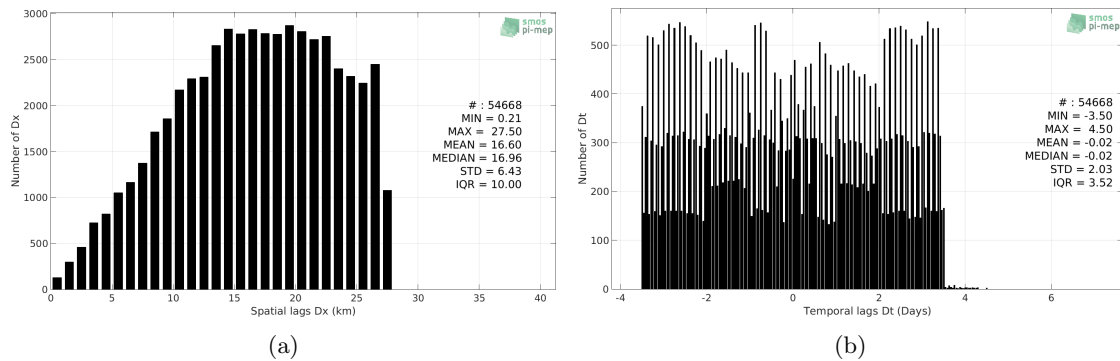 3000
2500
2000
1500
1000
500
0
Number of Dx
0 5 10 15 20 25 30 35 40
Spatial lags Dx (km)
smos
pi-mep
# : 54668
MIN = 0.21
MAX = 27.50
MEAN = 16.60
MEDIAN = 16.96
STD = 6.43
IQR = 10.00
(a)
500
400
300
200
100
0
Number of Dt
-4 -2 0 2 4 6
Temporal lags Dt (Days)
smos
pi-mep
# : 54668
MIN = -3.50
MAX = 4.50
MEAN = -0.02
MEDIAN = -0.02
STD = 2.03
IQR = 3.52
(b)